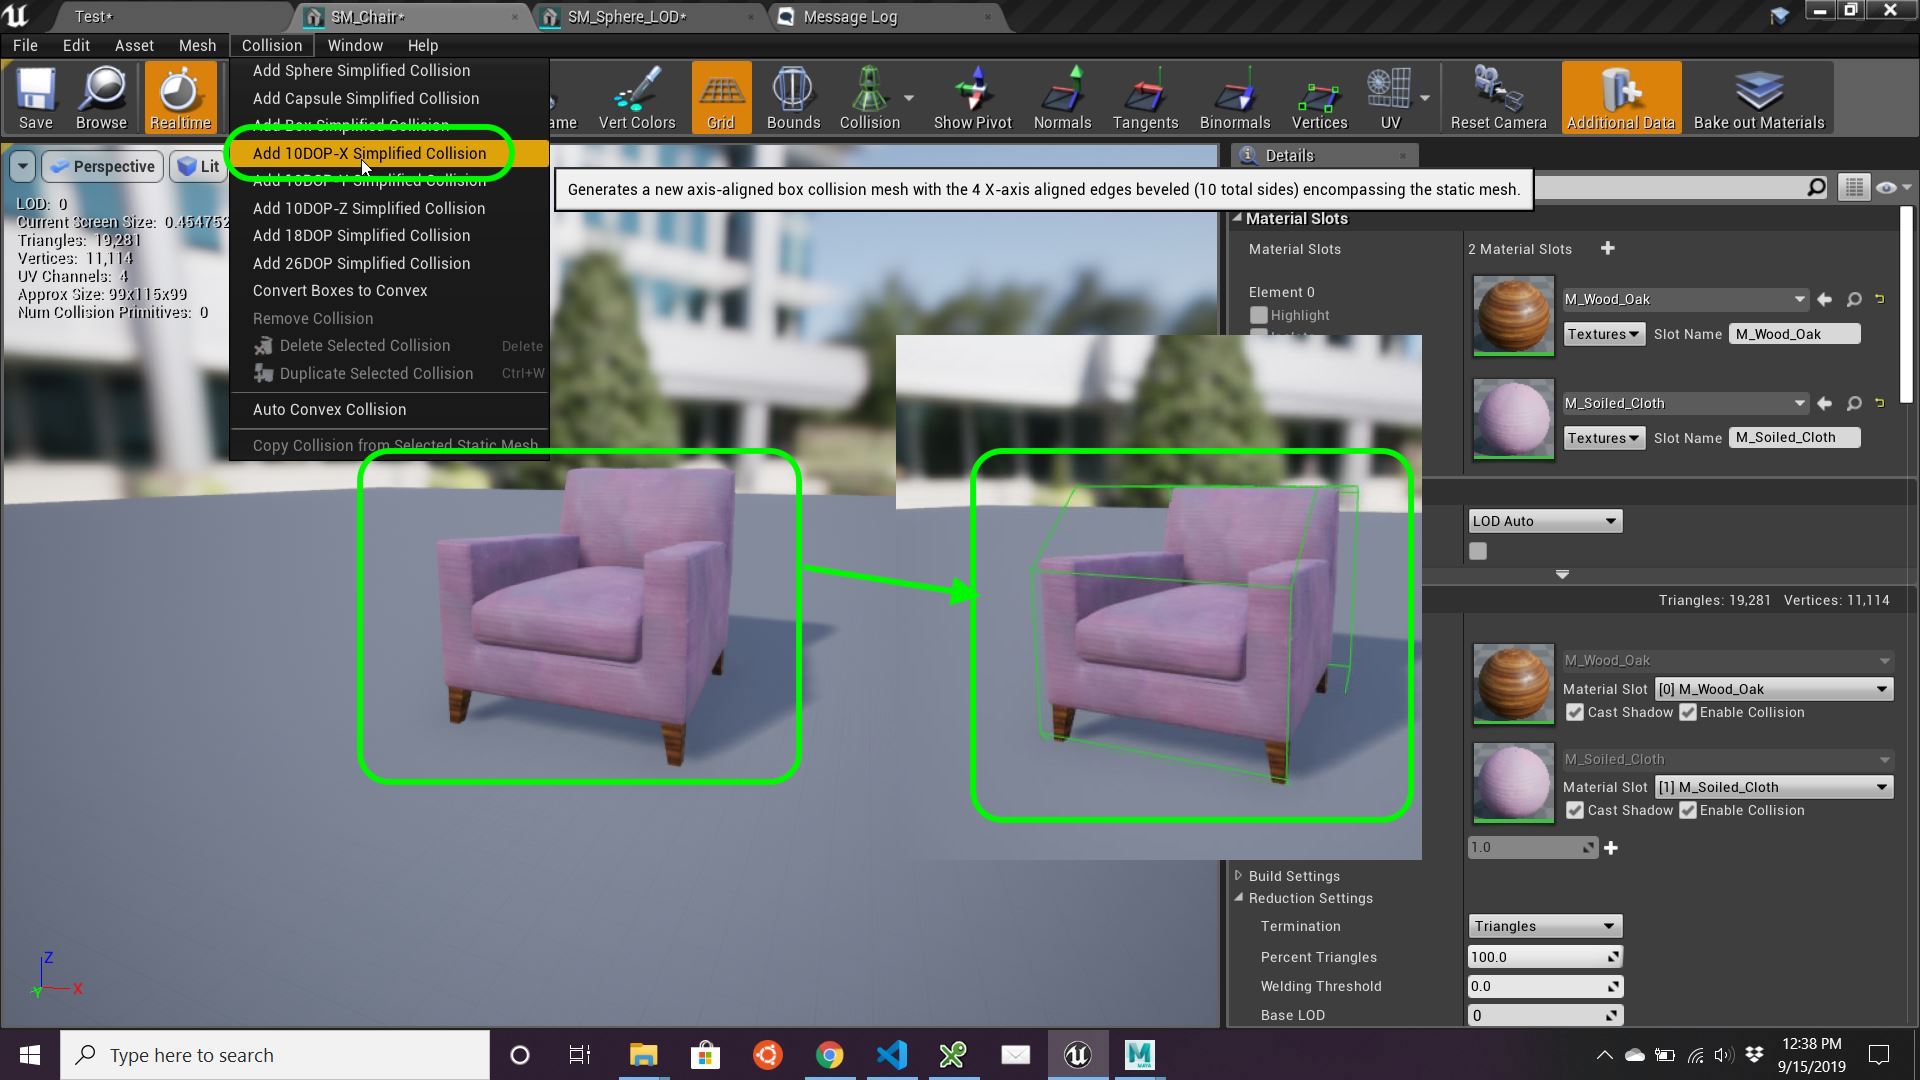 Test*
SM_Chair*
SM_Sphere_LOD*
Message Log
File Edit Asset Mesh Collision Window Help
Save
Browse
Realtime
ame
Vert Colors
Grid
Bounds
Collision
Show Pivot
Normals
Tangents
Binormals
Vertices
UV
Reset Camera
Additional Data
Bake out Materials
Add Sphere Simplified Collision
Add Capsule Simplified Collision
Add Box Simplified Collision
Add 10DOP-X Simplified Collision
Add 10DOP-Y Simplified Collision
Add 10DOP-Z Simplified Collision
Add 18DOP Simplified Collision
Add 26DOP Simplified Collision
Convert Boxes to Convex
Remove Collision
Delete Selected Collision Delete
Duplicate Selected Collision Ctrl+W
Auto Convex Collision
Copy Collision from Selected Static Mesh
Generates a new axis-aligned box collision mesh with the 4 X-axis aligned edges beveled (10 total sides) encompassing the static mesh.
Perspective
Lit
LOD: 0
Current Screen Size: 0.454752
Triangles: 19,281
Vertices: 11,114
UV Channels: 4
Approx Size: 99x115x99
Num Collision Primitives: 0
Z
Y
X
Details
Material Slots
Material Slots 2 Material Slots
Element 0
Highlight
M_Wood_Oak
Textures Slot Name M_Wood_Oak
M_Soiled_Cloth
Textures Slot Name M_Soiled_Cloth
LOD Auto
Triangles: 19,281 Vertices: 11,114
M_Wood_Oak
Material Slot [0] M_Wood_Oak
Cast Shadow Enable Collision
M_Soiled_Cloth
Material Slot [1] M_Soiled_Cloth
Cast Shadow Enable Collision
1.0
Build Settings
Reduction Settings
Termination Triangles
Percent Triangles 100.0
Welding Threshold 0.0
Base LOD 0
Type here to search
12:38 PM
9/15/2019